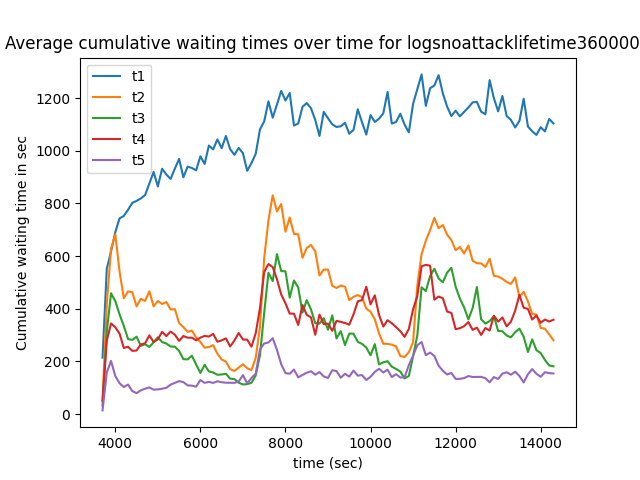 Average cumulative waiting times over time for logsnoattacklifetime360000
t1
t2
t3
t4
t5
Cumulative waiting time in sec
1200
1000
800
600
400
200
0
4000 6000 8000 10000 12000 14000
time (sec)